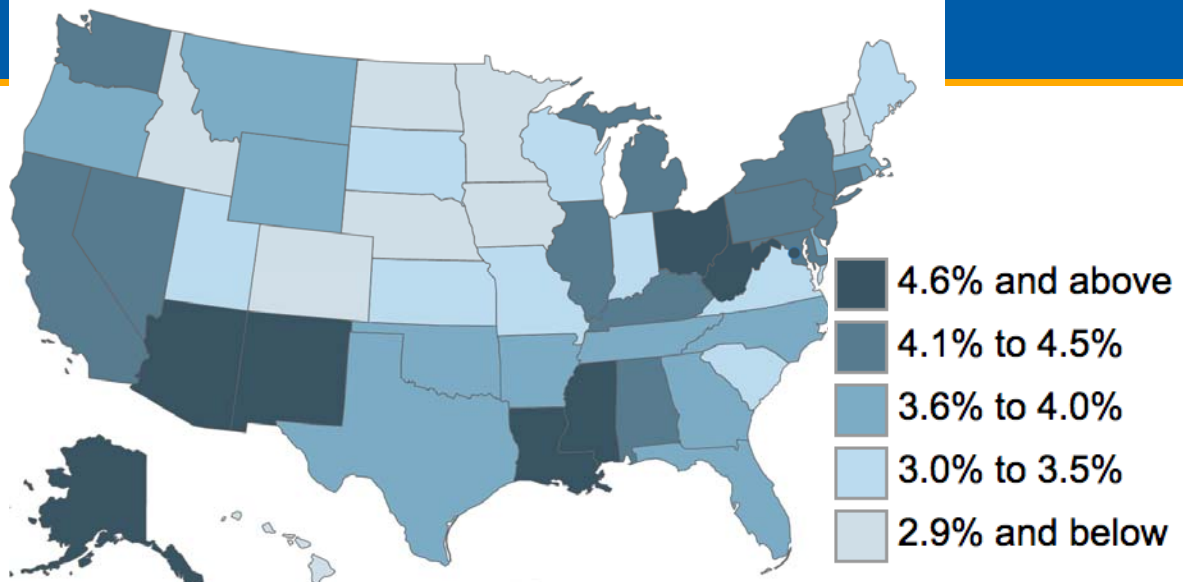 4.6% and above
4.1% to 4.5%
3.6% to 4.0%
3.0% to 3.5%
2.9% and below